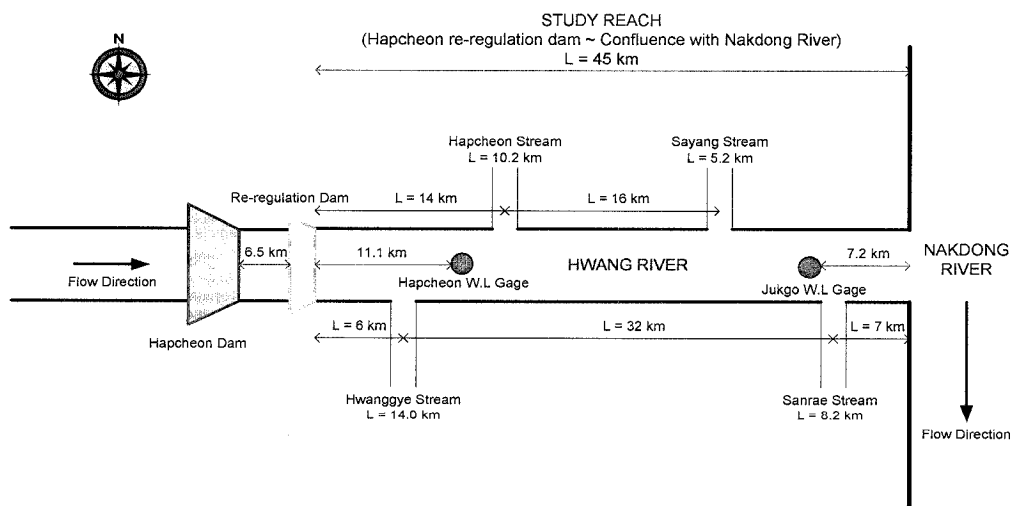 STUDY REACH
(Hapcheon re-regulation dam ~ Confluence with Nakdong River)
L = 45 km
N
Hapcheon Stream
L = 10.2 km
Sayang Stream
L = 5.2 km
Re-regulation Dam
L = 14 km
L = 16 km
6.5 km
11.1 km
HWANG RIVER
7.2 km
NAKDONG
RIVER
Flow Direction
Hapcheon W.L Gage
Jukgo W.L Gage
Hapcheon Dam
L = 6 km
L = 32 km
L = 7 km
Hwanggye Stream
L = 14.0 km
Sanrae Stream
L = 8.2 km
Flow Direction